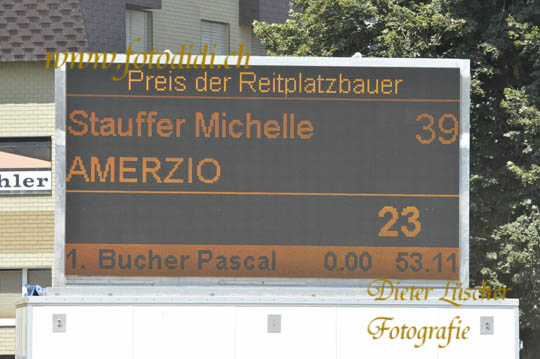 www.fotodidi.ch
Preis der Reitplatzbauer
Stauffer Michelle 39
AMERZIO
hler
23
1. Bucher Pascal 0.00 53.11
Dieter Lüscher
Fotografie